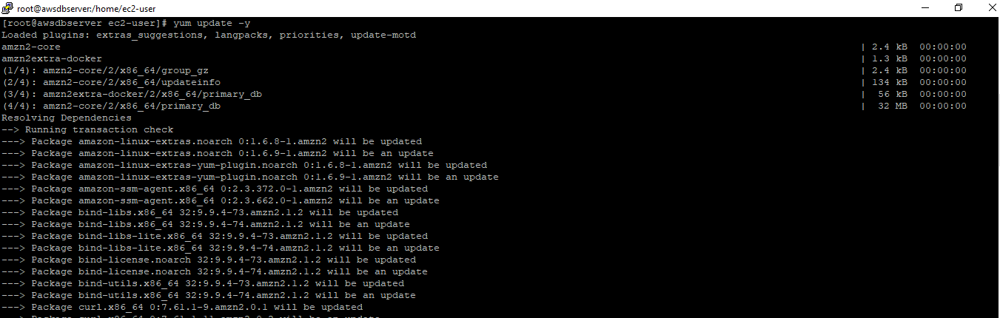 root@awsdbserver:/home/ec2-user
[root@awsdbserver ec2-user]# yum update -y
Loaded plugins: extras_suggestions, langpacks, priorities, update-motd
amzn2-core | 2.4 kB 00:00:00
amzn2extra-docker | 1.3 kB 00:00:00
(1/4): amzn2-core/2/x86_64/group_gz | 2.4 kB 00:00:00
(2/4): amzn2-core/2/x86_64/updateinfo | 134 kB 00:00:00
(3/4): amzn2extra-docker/2/x86_64/primary_db | 56 kB 00:00:00
(4/4): amzn2-core/2/x86_64/primary_db | 32 MB 00:00:00
Resolving Dependencies
--> Running transaction check
---> Package amazon-linux-extras.noarch 0:1.6.8-1.amzn2 will be updated
---> Package amazon-linux-extras.noarch 0:1.6.9-1.amzn2 will be an update
---> Package amazon-linux-extras-yum-plugin.noarch 0:1.6.8-1.amzn2 will be updated
---> Package amazon-linux-extras-yum-plugin.noarch 0:1.6.9-1.amzn2 will be an update
---> Package amazon-ssm-agent.x86_64 0:2.3.372.0-1.amzn2 will be updated
---> Package amazon-ssm-agent.x86_64 0:2.3.662.0-1.amzn2 will be an update
---> Package bind-libs.x86_64 32:9.9.4-73.amzn2.1.2 will be updated
---> Package bind-libs.x86_64 32:9.9.4-74.amzn2.1.2 will be an update
---> Package bind-libs-lite.x86_64 32:9.9.4-73.amzn2.1.2 will be updated
---> Package bind-libs-lite.x86_64 32:9.9.4-74.amzn2.1.2 will be an update
---> Package bind-license.noarch 32:9.9.4-73.amzn2.1.2 will be updated
---> Package bind-license.noarch 32:9.9.4-74.amzn2.1.2 will be an update
---> Package bind-utils.x86_64 32:9.9.4-73.amzn2.1.2 will be updated
---> Package bind-utils.x86_64 32:9.9.4-74.amzn2.1.2 will be an update
---> Package curl.x86_64 0:7.61.1-9.amzn2.0.1 will be updated
---> Package curl.x86_64 0:7.61.1-11.amzn2.0.2 will be an update